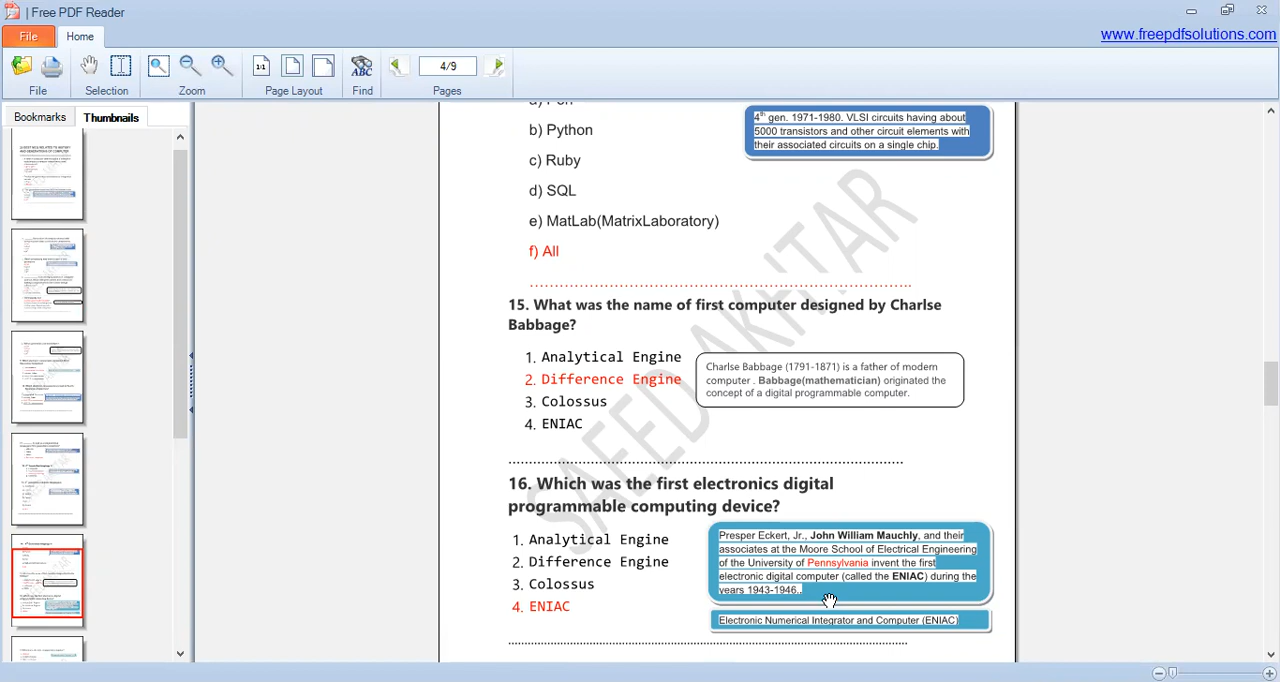 | Free PDF Reader
File
Home
www.freepdfsolutions.com
1:1
ABC
4/9
File
Selection
Zoom
Page Layout
Find
Pages
Bookmarks
Thumbnails
b) Python
c) Ruby
d) SQL
e) MatLab(MatrixLaboratory)
f) All
4th gen. 1971-1980. VLSI circuits having about
5000 transistors and other circuit elements with
their associated circuits on a single chip.
15. What was the name of first computer designed by Charlse
Babbage?
1. Analytical Engine
2. Difference Engine
3. Colossus
4. ENIAC
Charlse Babbage (1791-1871) is a father of modern
computer . Babbage(mathematician) originated the
concept of a digital programmable computer.
16. Which was the first electronics digital
programmable computing device?
1. Analytical Engine
2. Difference Engine
3. Colossus
4. ENIAC
Presper Eckert, Jr., John William Mauchly, and their
associates at the Moore School of Electrical Engineering
of the University of Pennsylvania invent the first
electronic digital computer (called the ENIAC) during the
years 1943-1946..
Electronic Numerical Integrator and Computer (ENIAC)
SAEED AKHTAR